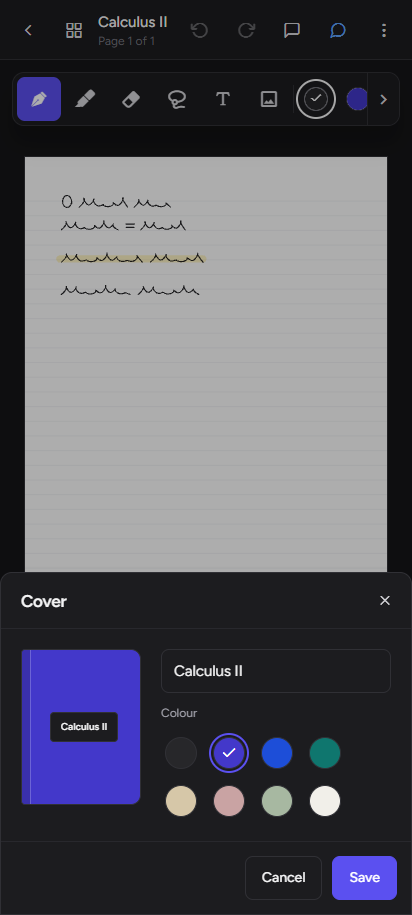 Calculus II
Page 1 of 1
T
Cover
Calculus II
Calculus II
Colour
Cancel
Save